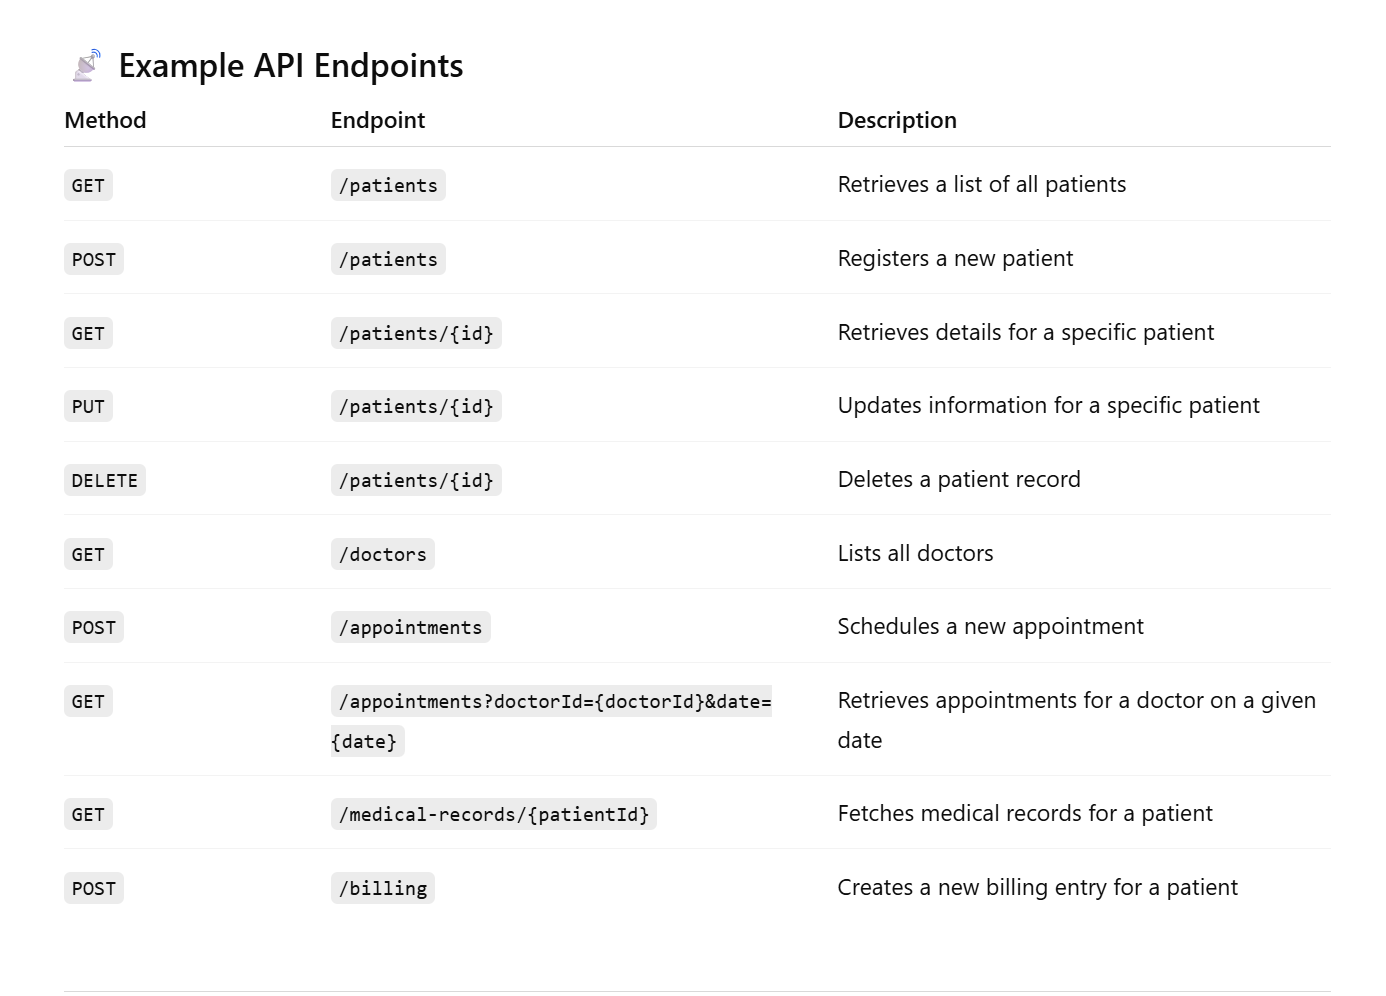 Example API Endpoints
Method Endpoint Description
GET /patients Retrieves a list of all patients
POST /patients Registers a new patient
GET /patients/{id} Retrieves details for a specific patient
PUT /patients/{id} Updates information for a specific patient
DELETE /patients/{id} Deletes a patient record
GET /doctors Lists all doctors
POST /appointments Schedules a new appointment
GET /appointments?doctorId={doctorId}&date= Retrieves appointments for a doctor on a given
{date} date
GET /medical-records/{patientId} Fetches medical records for a patient
POST /billing Creates a new billing entry for a patient